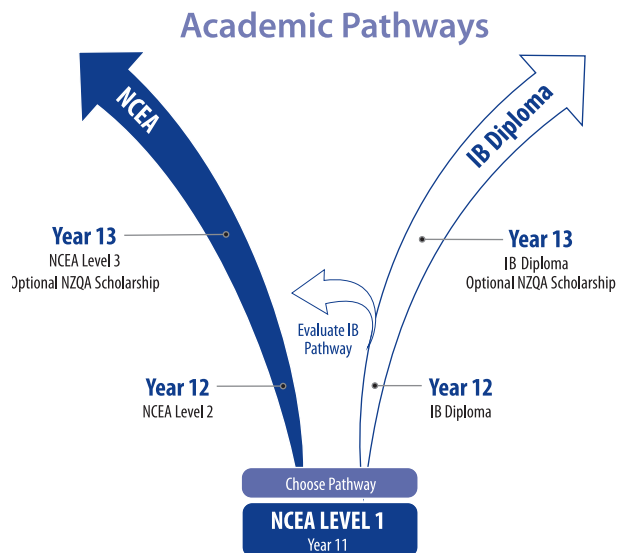 Academic Pathways
NCEA
IB Diploma
Year 13
NCEA Level 3
Optional NZQA Scholarship
Year 13
IB Diploma
Optional NZQA Scholarship
Evaluate IB
Pathway
Year 12
NCEA Level 2
Year 12
IB Diploma
Choose Pathway
NCEA LEVEL 1
Year 11